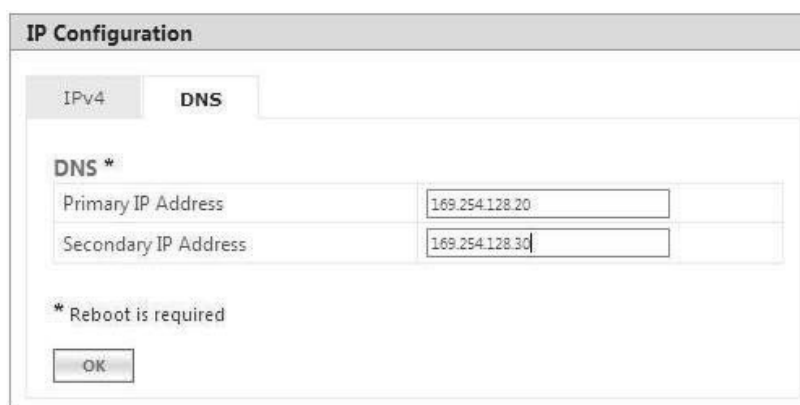 IP Configuration
IPv4 DNS
DNS *
Primary IP Address 169.254.128.20
Secondary IP Address 169.254.128.30
* Reboot is required
OK